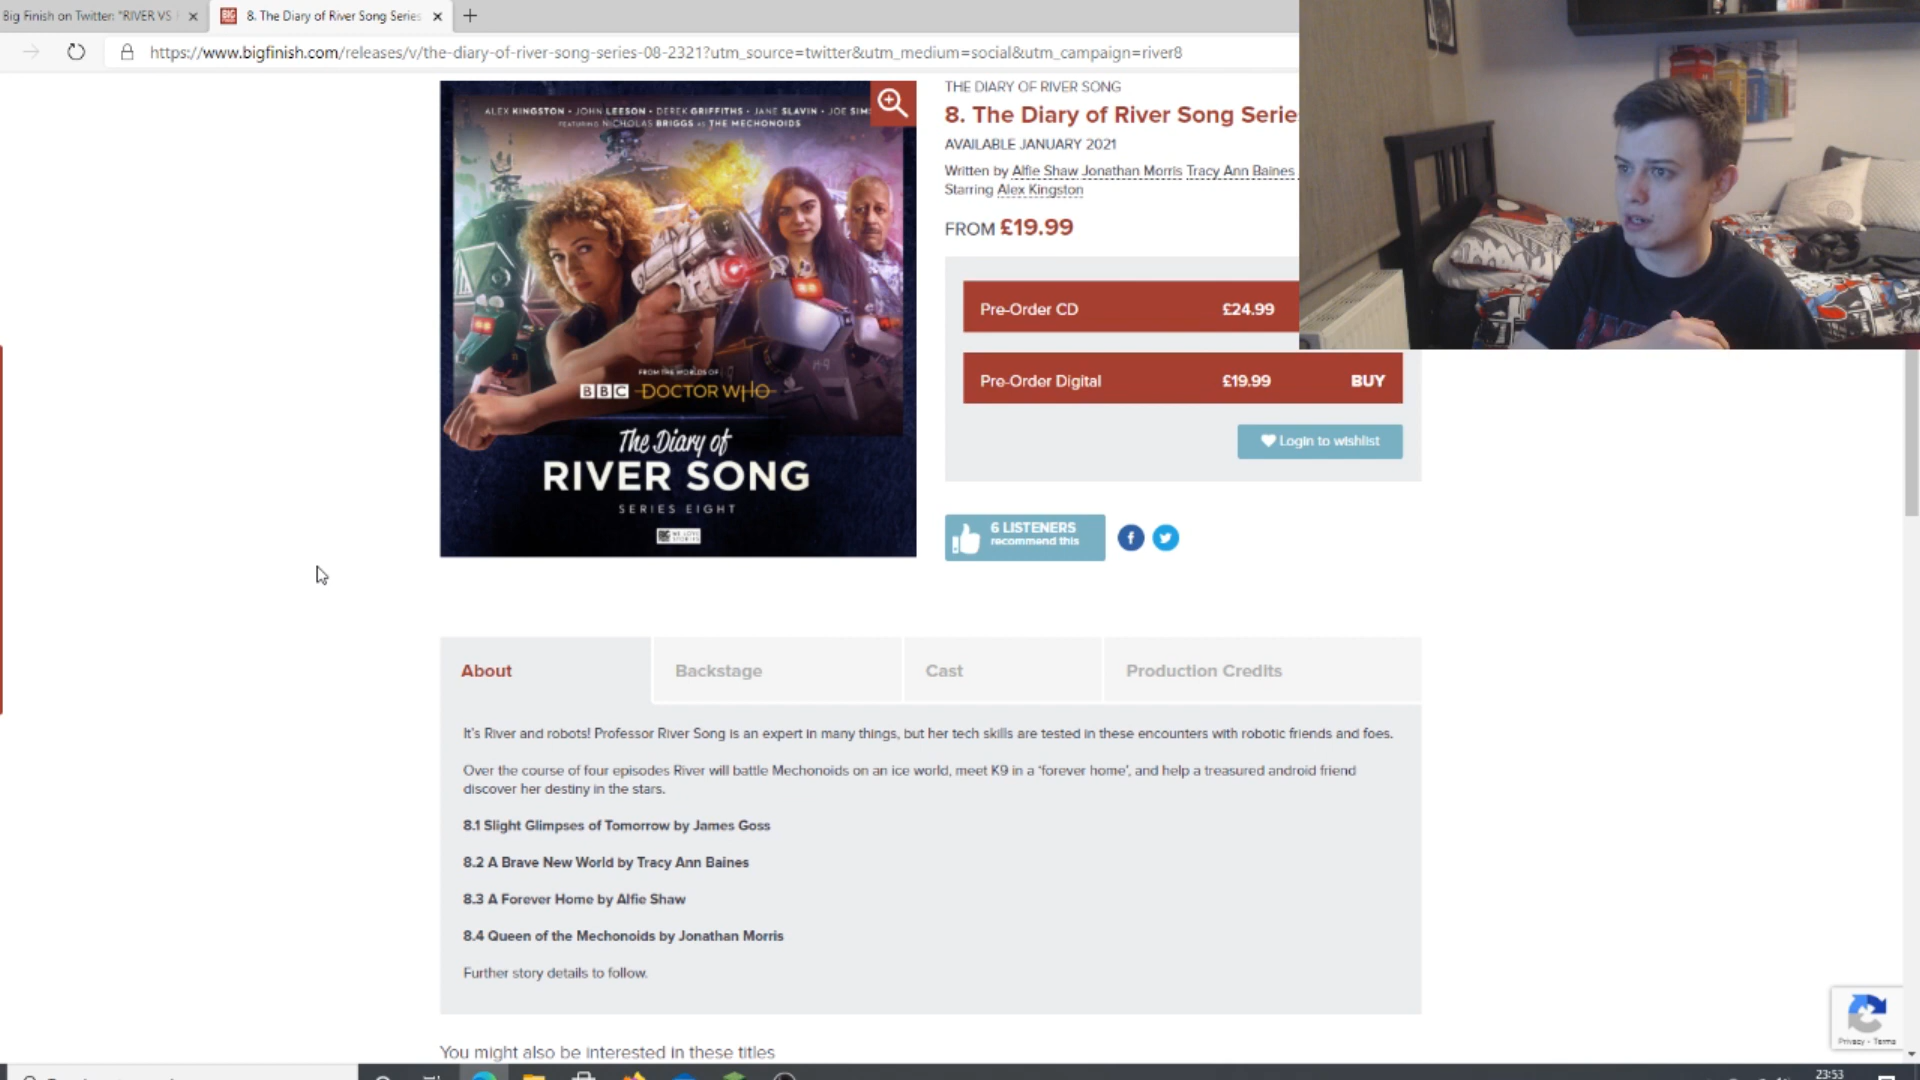 Big Finish on Twitter: "RIVER VS
8. The Diary of River Song Series
https://www.bigfinish.com/releases/v/the-diary-of-river-song-series-08-2321?utm_source=twitter&utm_medium=social&utm_campaign=river8
ALEX KINGSTON • JOHN LEESON • DEREK GRIFFITHS • JANE SLAVIN • JOE SIM
FEATURING NICHOLAS BRIGGS AS THE MECHONOIDS
FROM THE WORLDS OF
BBC DOCTOR WHO
The Diary of
RIVER SONG
SERIES EIGHT
WE LOVE STORIES
THE DIARY OF RIVER SONG
8. The Diary of River Song Serie
AVAILABLE JANUARY 2021
Written by Alfie Shaw Jonathan Morris Tracy Ann Baines
Starring Alex Kingston
FROM £19.99
Pre-Order CD £24.99
Pre-Order Digital £19.99 BUY
Login to wishlist
6 LISTENERS
recommend this
About
Backstage
Cast
Production Credits
It's River and robots! Professor River Song is an expert in many things, but her tech skills are tested in these encounters with robotic friends and foes.
Over the course of four episodes River will battle Mechonoids on an ice world, meet K9 in a 'forever home', and help a treasured android friend
discover her destiny in the stars.
8.1 Slight Glimpses of Tomorrow by James Goss
8.2 A Brave New World by Tracy Ann Baines
8.3 A Forever Home by Alfie Shaw
8.4 Queen of the Mechonoids by Jonathan Morris
Further story details to follow.
You might also be interested in these titles
Privacy - Terms
23:53